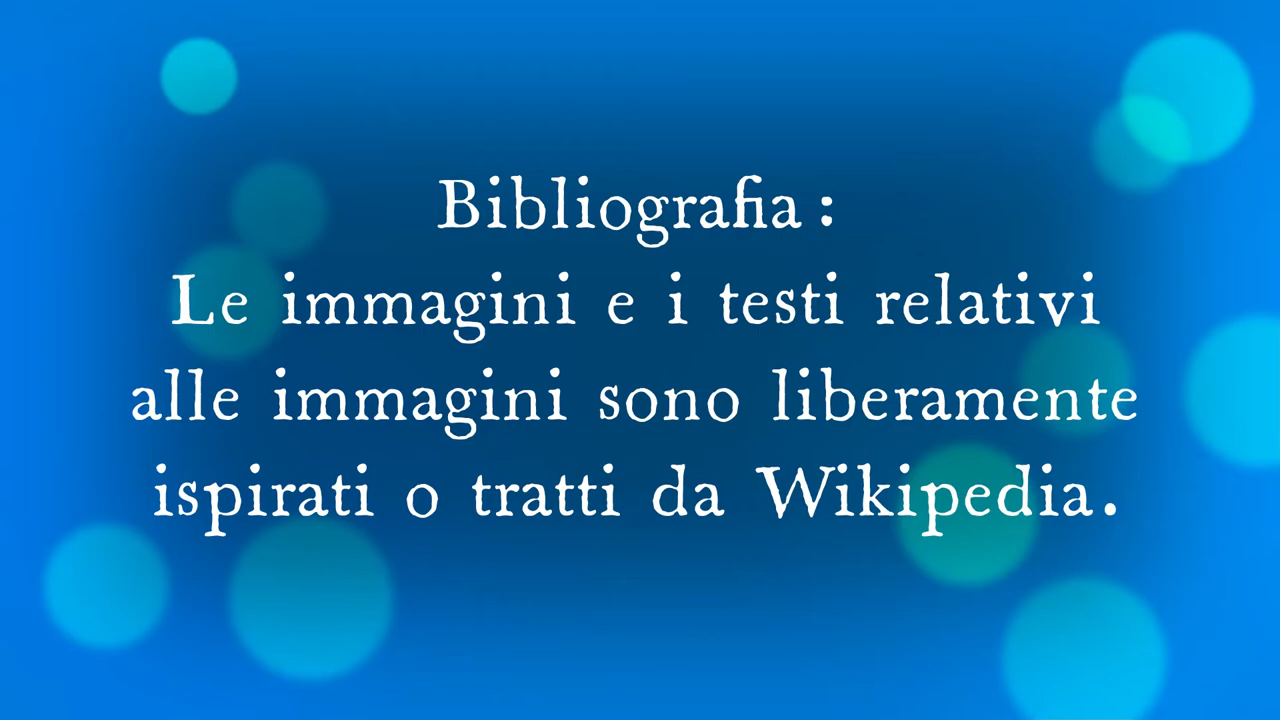 Bibliografia :
Le immagini e i testi relativi
alle immagini sono liberamente
ispirati o tratti da Wikipedia.